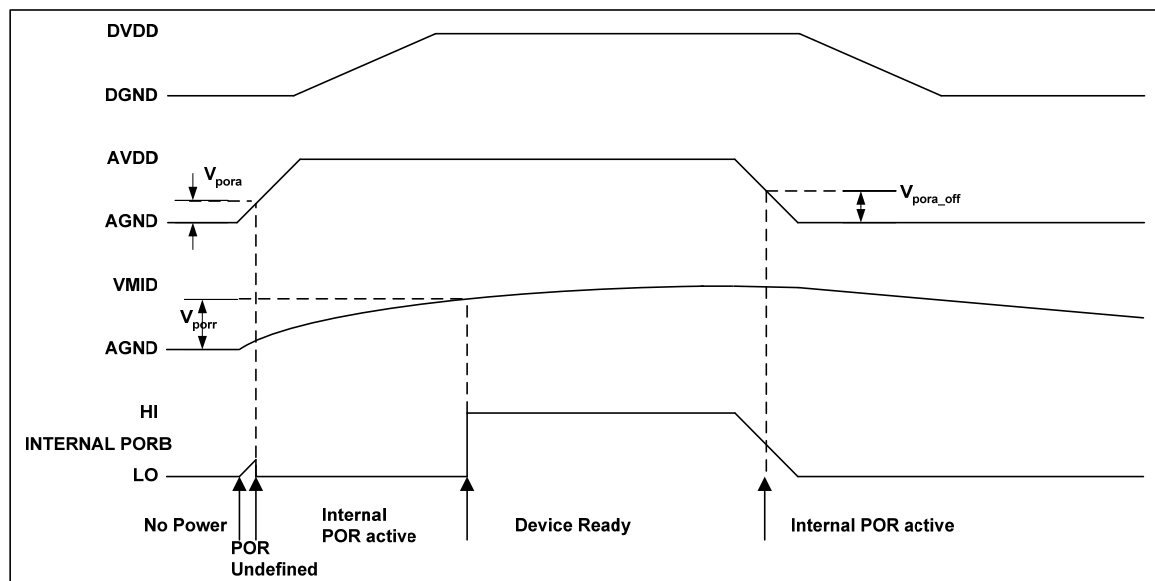 DVDD
DGND
AVDD
Vpora
AGND
Vpora_off
VMID
Vporr
AGND
HI
INTERNAL PORB
LO
No Power
POR
Undefined
Internal
POR active
Device Ready
Internal POR active